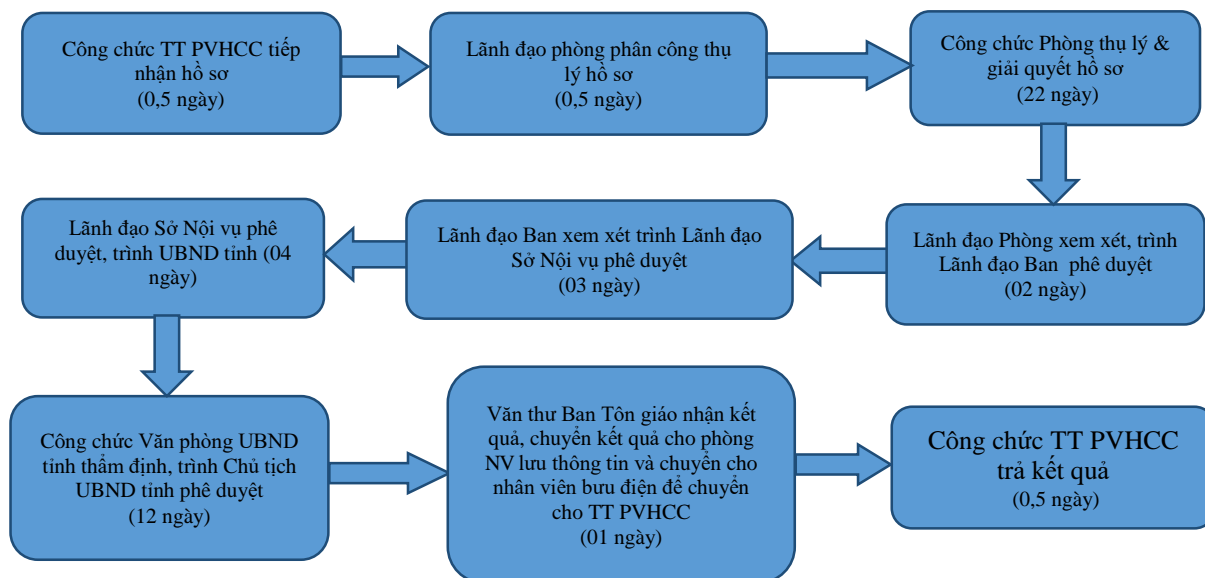 Công chức TT PVHCC tiếp
nhận hồ sơ
(0,5 ngày)
Lãnh đạo phòng phân công thụ
lý hồ sơ
(0,5 ngày)
Công chức Phòng thụ lý &
giải quyết hồ sơ
(22 ngày)
Lãnh đạo Phòng xem xét, trình
Lãnh đạo Ban phê duyệt
(02 ngày)
Lãnh đạo Ban xem xét trình Lãnh đạo
Sở Nội vụ phê duyệt
(03 ngày)
Lãnh đạo Sở Nội vụ phê
duyệt, trình UBND tỉnh (04
ngày)
Công chức Văn phòng UBND
tỉnh thẩm định, trình Chủ tịch
UBND tỉnh phê duyệt
(12 ngày)
Văn thư Ban Tôn giáo nhận kết
quả, chuyển kết quả cho phòng
NV lưu thông tin và chuyển cho
nhân viên bưu điện để chuyển
cho TT PVHCC
(01 ngày)
Công chức TT PVHCC
trả kết quả
(0,5 ngày)